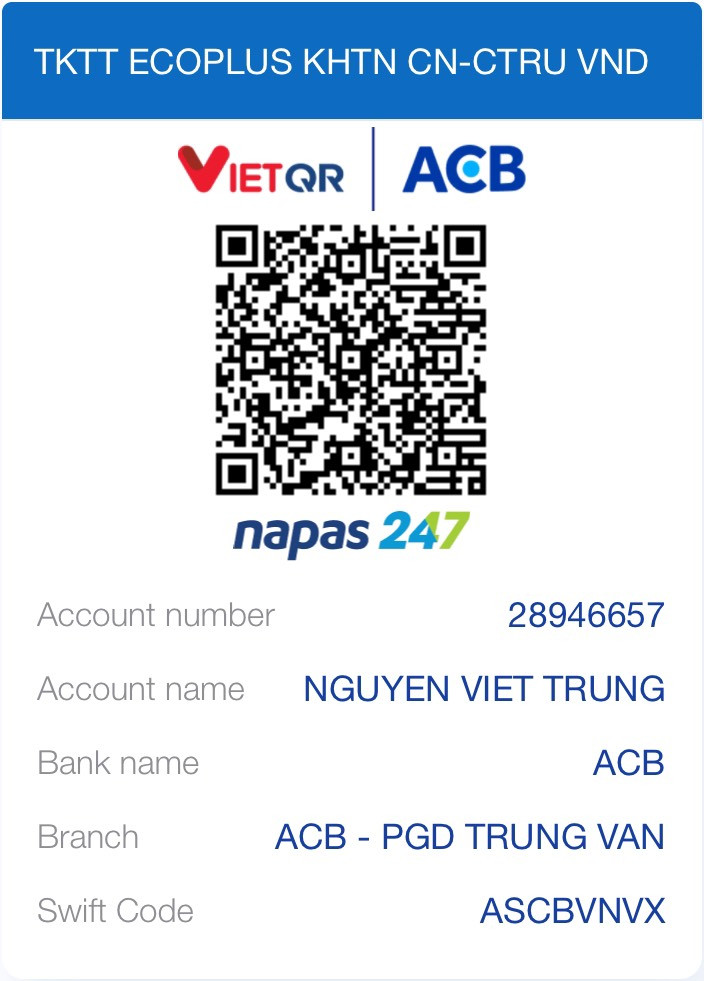 TKTT ECOPLUS KHTN CN-CTRU VND
VIETQR ACB
napas 247
Account number 28946657
Account name NGUYEN VIET TRUNG
Bank name ACB
Branch ACB - PGD TRUNG VAN
Swift Code ASCBVNVX